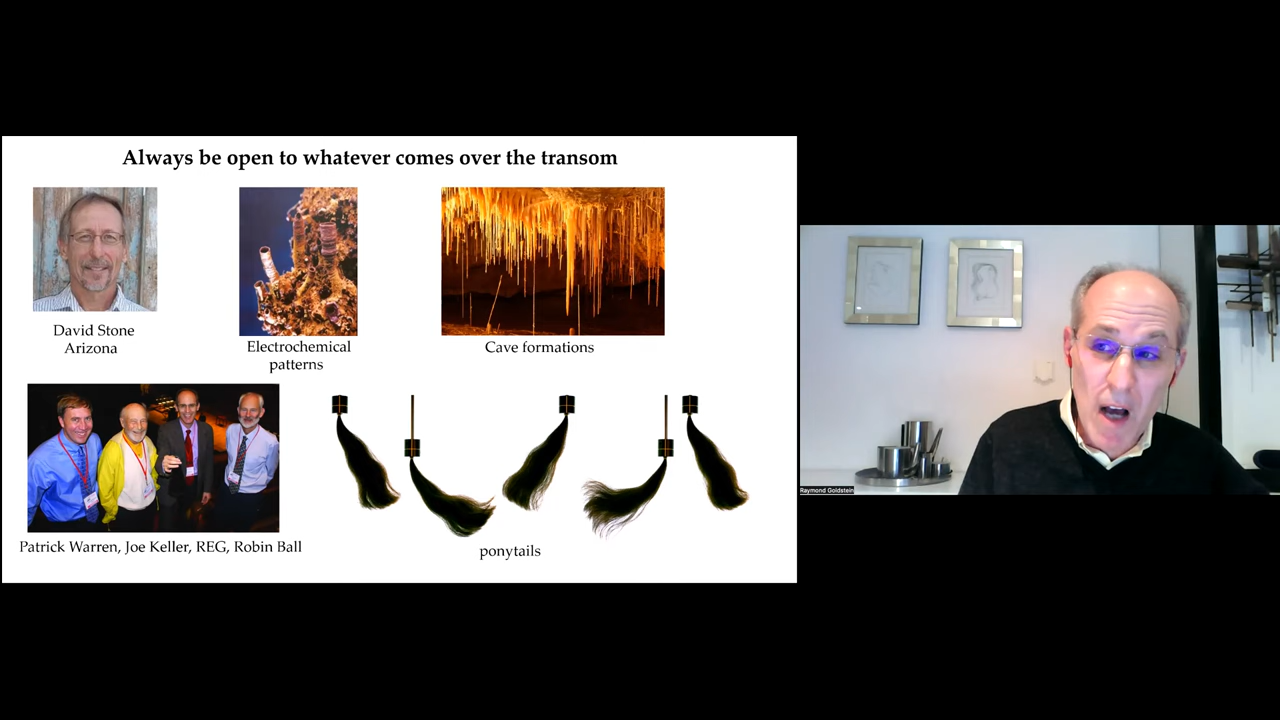 Always be open to whatever comes over the transom
David Stone
Arizona
Electrochemical
patterns
Cave formations
Patrick Warren, Joe Keller, REG, Robin Ball
ponytails
Raymond Goldstein